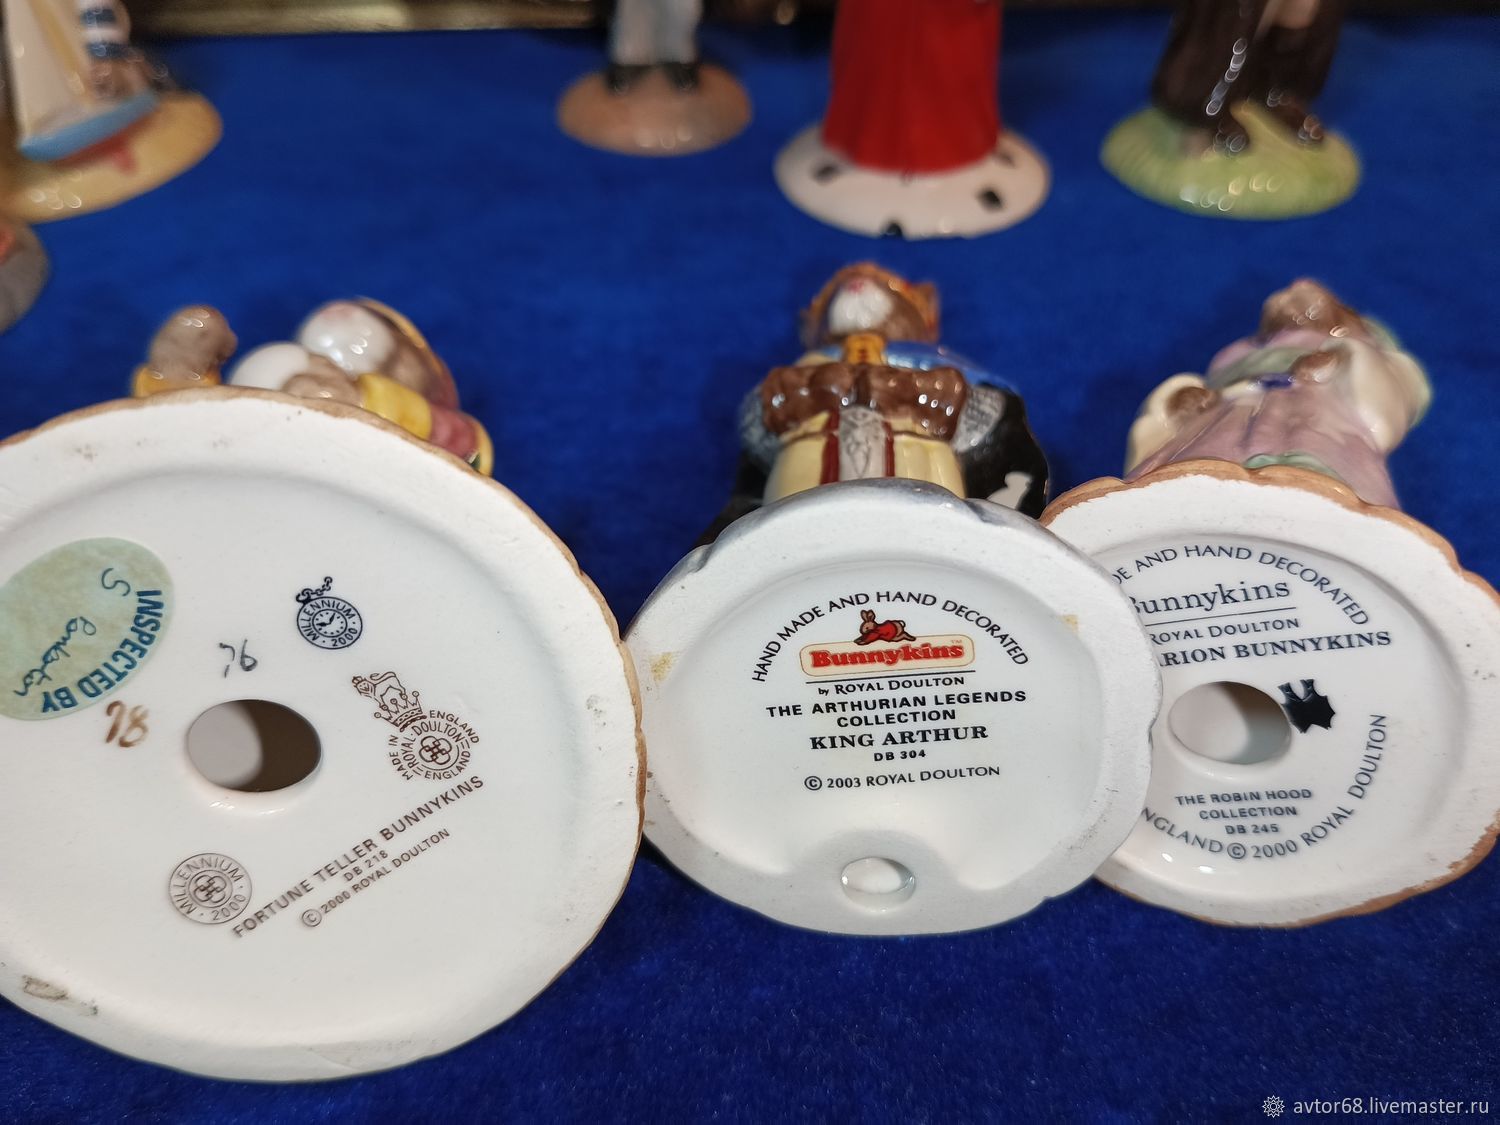 INSPECTED BY
S
76
78
MILLENNIUM
2000
MADE IN ENGLAND
ROYAL DOULTON
ENGLAND
MILLENNIUM
2000
FORTUNE TELLER BUNNYKINS
DB 218
© 2000 ROYAL DOULTON
HAND MADE AND HAND DECORATED
Bunnykins™
by ROYAL DOULTON
THE ARTHURIAN LEGENDS
COLLECTION
KING ARTHUR
DB 304
© 2003 ROYAL DOULTON
DE AND HAND DECORATED
Bunnykins
ROYAL DOULTON
ARION BUNNYKINS
THE ROBIN HOOD
COLLECTION
DB 245
NGLAND © 2000 ROYAL DOULTON
avtor68.livemaster.ru